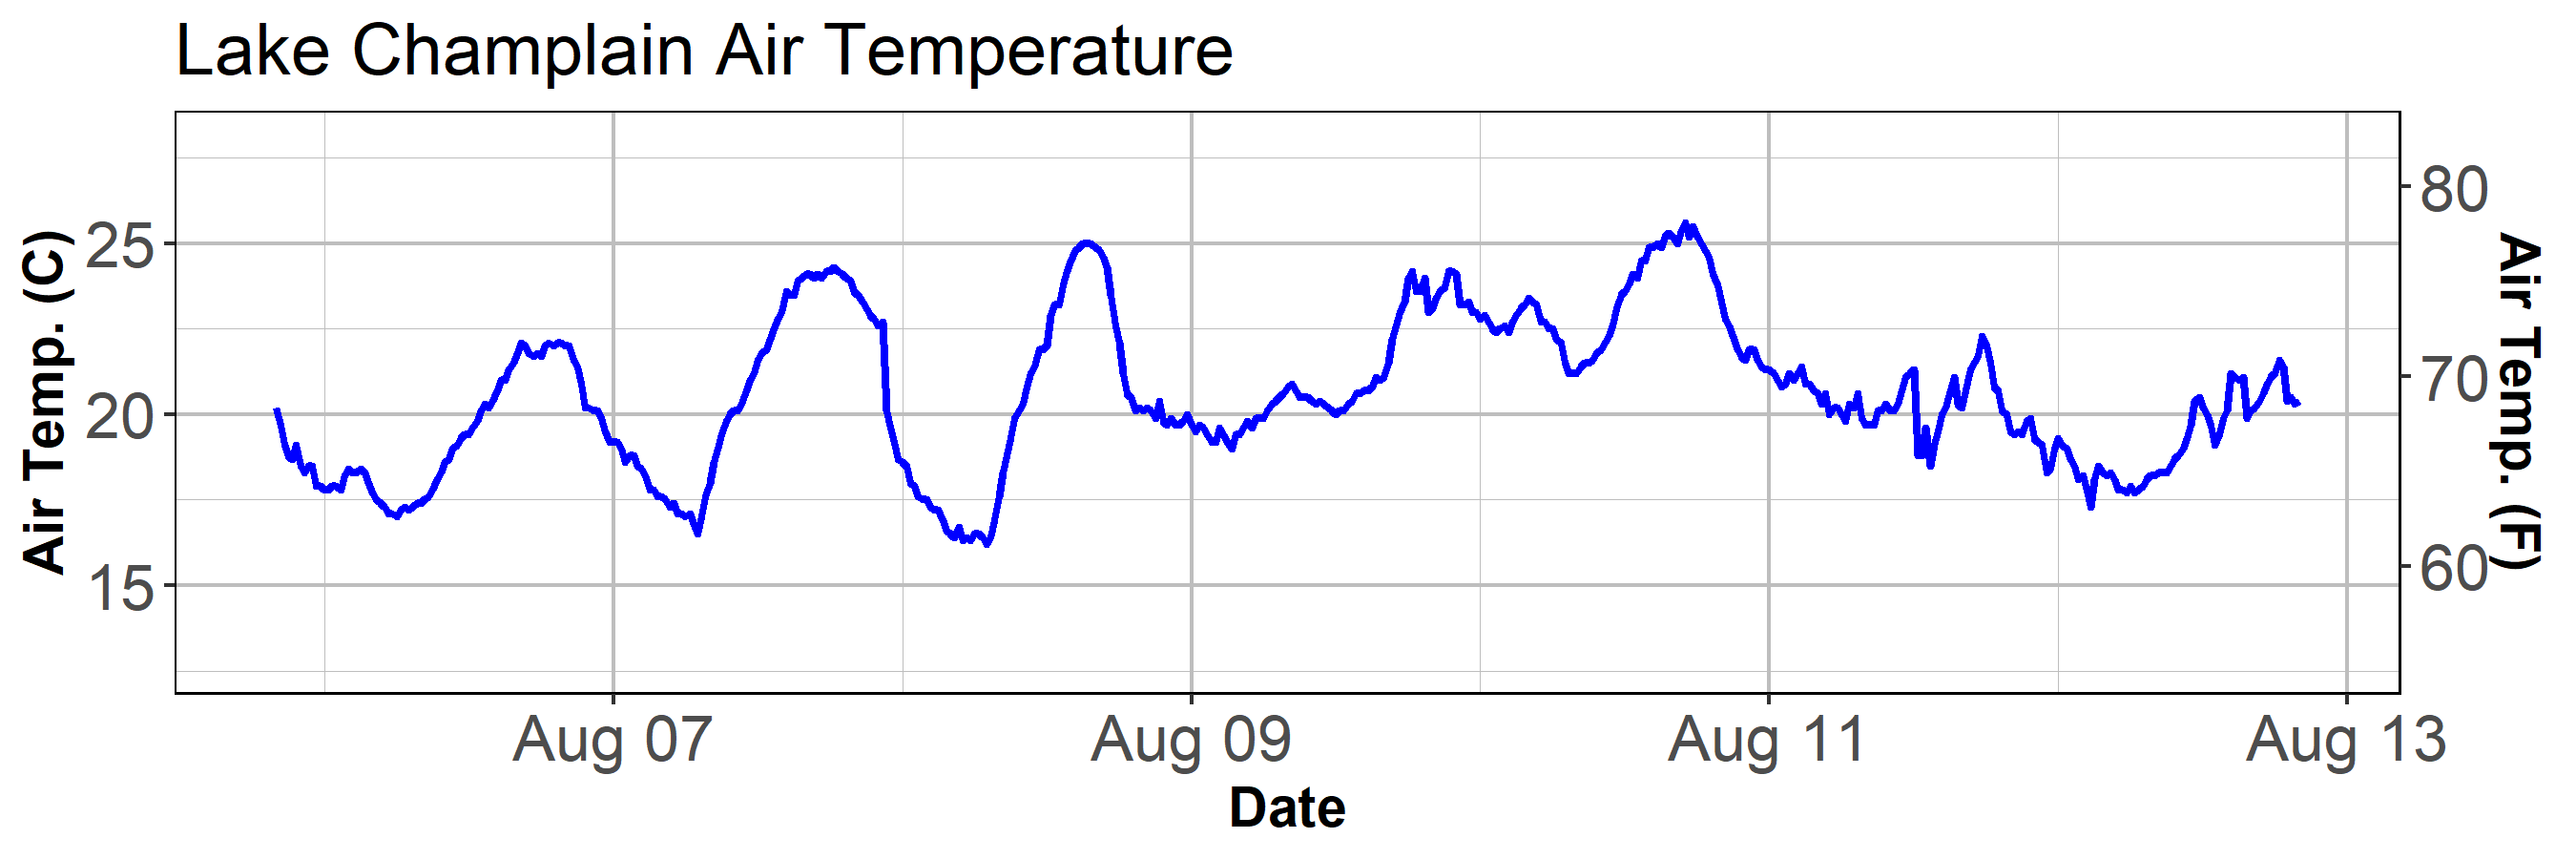 Lake Champlain Air Temperature
Air Temp. (C)
25
20
15
80
70
60
Air Temp. (F)
Aug 07 Aug 09 Aug 11 Aug 13
Date